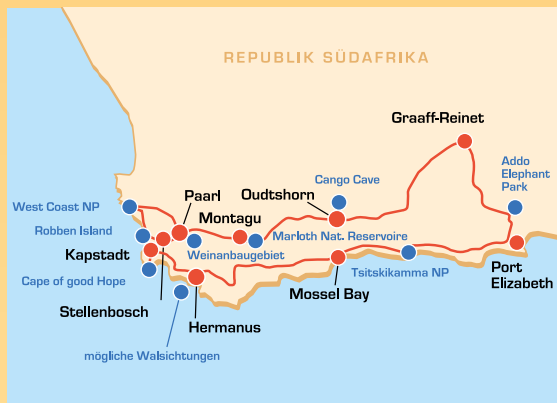 REPUBLIK SÜDAFRIKA
Graaff-Reinet
Addo
Elephant
Park
Cango Cave
Paarl
Oudtshorn
West Coast NP
Montagu
Robben Island
Marloth Nat. Reservoire
Kapstadt
Weinanbaugebiet
Tsitskikamma NP
Port
Elizabeth
Cape of good Hope
Mossel Bay
Stellenbosch
Hermanus
mögliche Walsichtungen